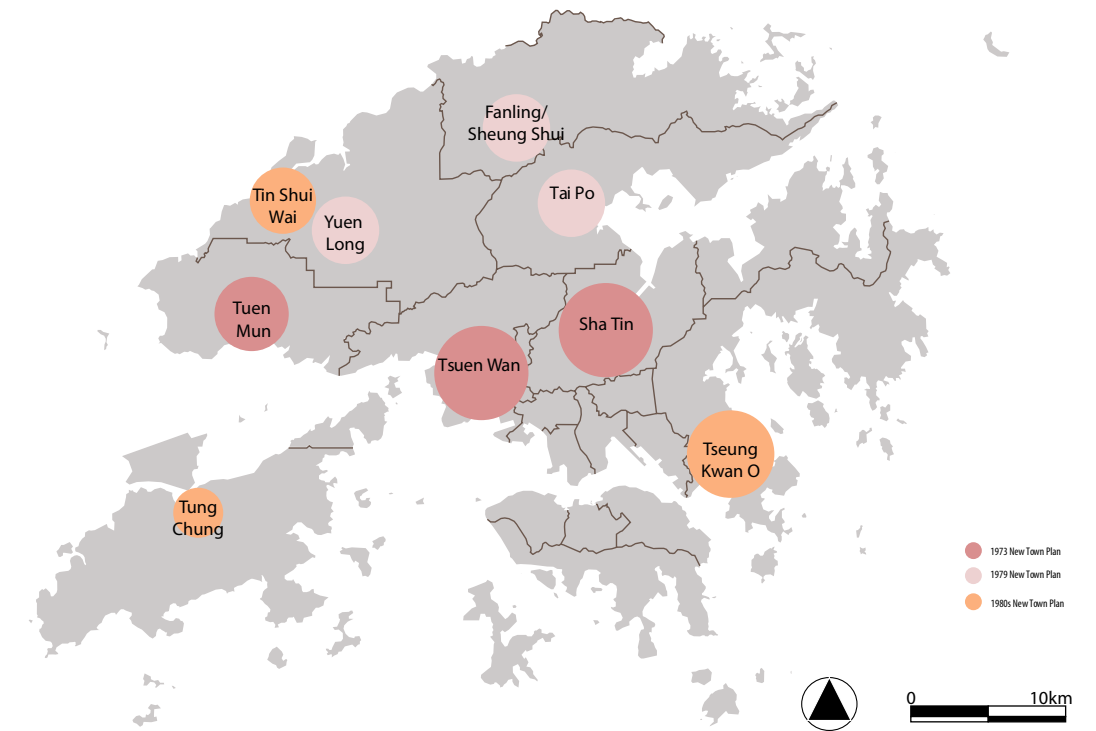 Fanling/
Sheung Shui
Tai Po
Tin Shui
Wai
Yuen
Long
Tuen
Mun
Sha Tin
Tsuen Wan
Tseung
Kwan O
Tung
Chung
1973 New Town Plan
1979 New Town Plan
1980s New Town Plan
0 10km